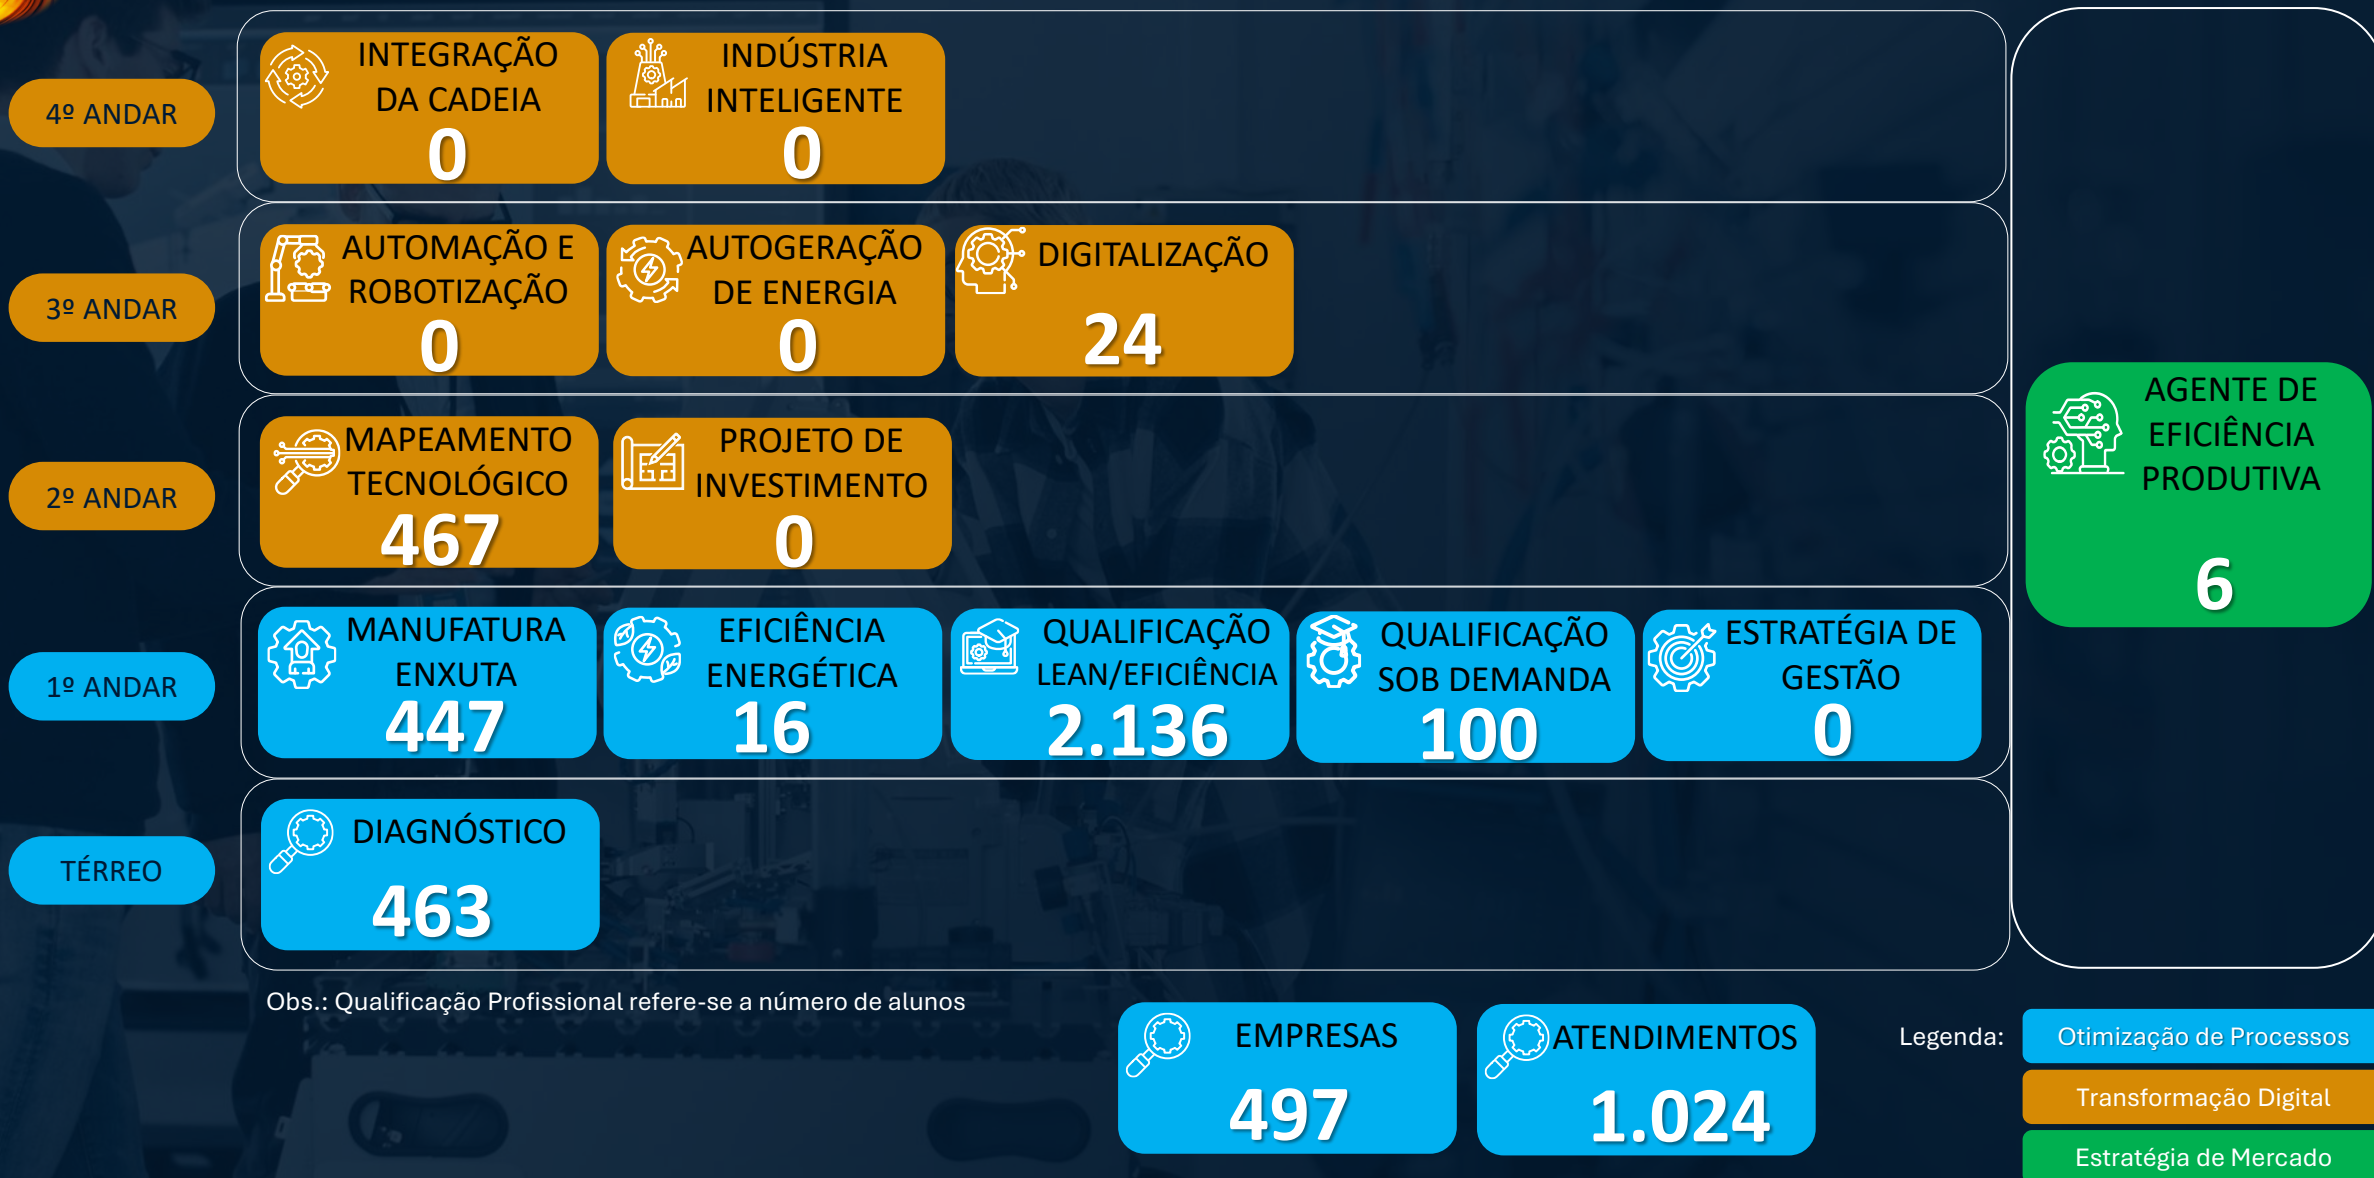 4º ANDAR
INTEGRAÇÃO
DA CADEIA
0
INDÚSTRIA
INTELIGENTE
0
3º ANDAR
AUTOMAÇÃO E
ROBOTIZAÇÃO
0
AUTOGERAÇÃO
DE ENERGIA
0
DIGITALIZAÇÃO
24
2º ANDAR
MAPEAMENTO
TECNOLÓGICO
467
PROJETO DE
INVESTIMENTO
0
AGENTE DE
EFICIÊNCIA
PRODUTIVA
6
1º ANDAR
MANUFATURA
ENXUTA
447
EFICIÊNCIA
ENERGÉTICA
16
QUALIFICAÇÃO
LEAN/EFICIÊNCIA
2.136
QUALIFICAÇÃO
SOB DEMANDA
100
ESTRATÉGIA DE
GESTÃO
0
TÉRREO
DIAGNÓSTICO
463
Obs.: Qualificação Profissional refere-se a número de alunos
EMPRESAS
497
ATENDIMENTOS
1.024
Legenda:
Otimização de Processos
Transformação Digital
Estratégia de Mercado